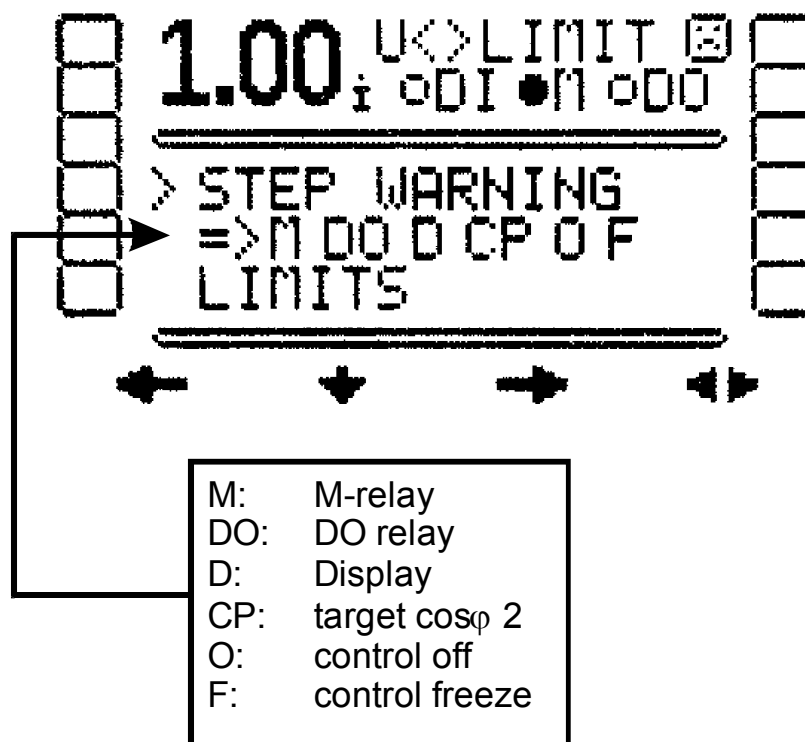 1.00 U<>LIMIT
i ○DI ●M ○DO
> STEP WARNING
=>M DO D CP O F
LIMITS
M: M-relay
DO: DO relay
D: Display
CP: target cosφ 2
O: control off
F: control freeze